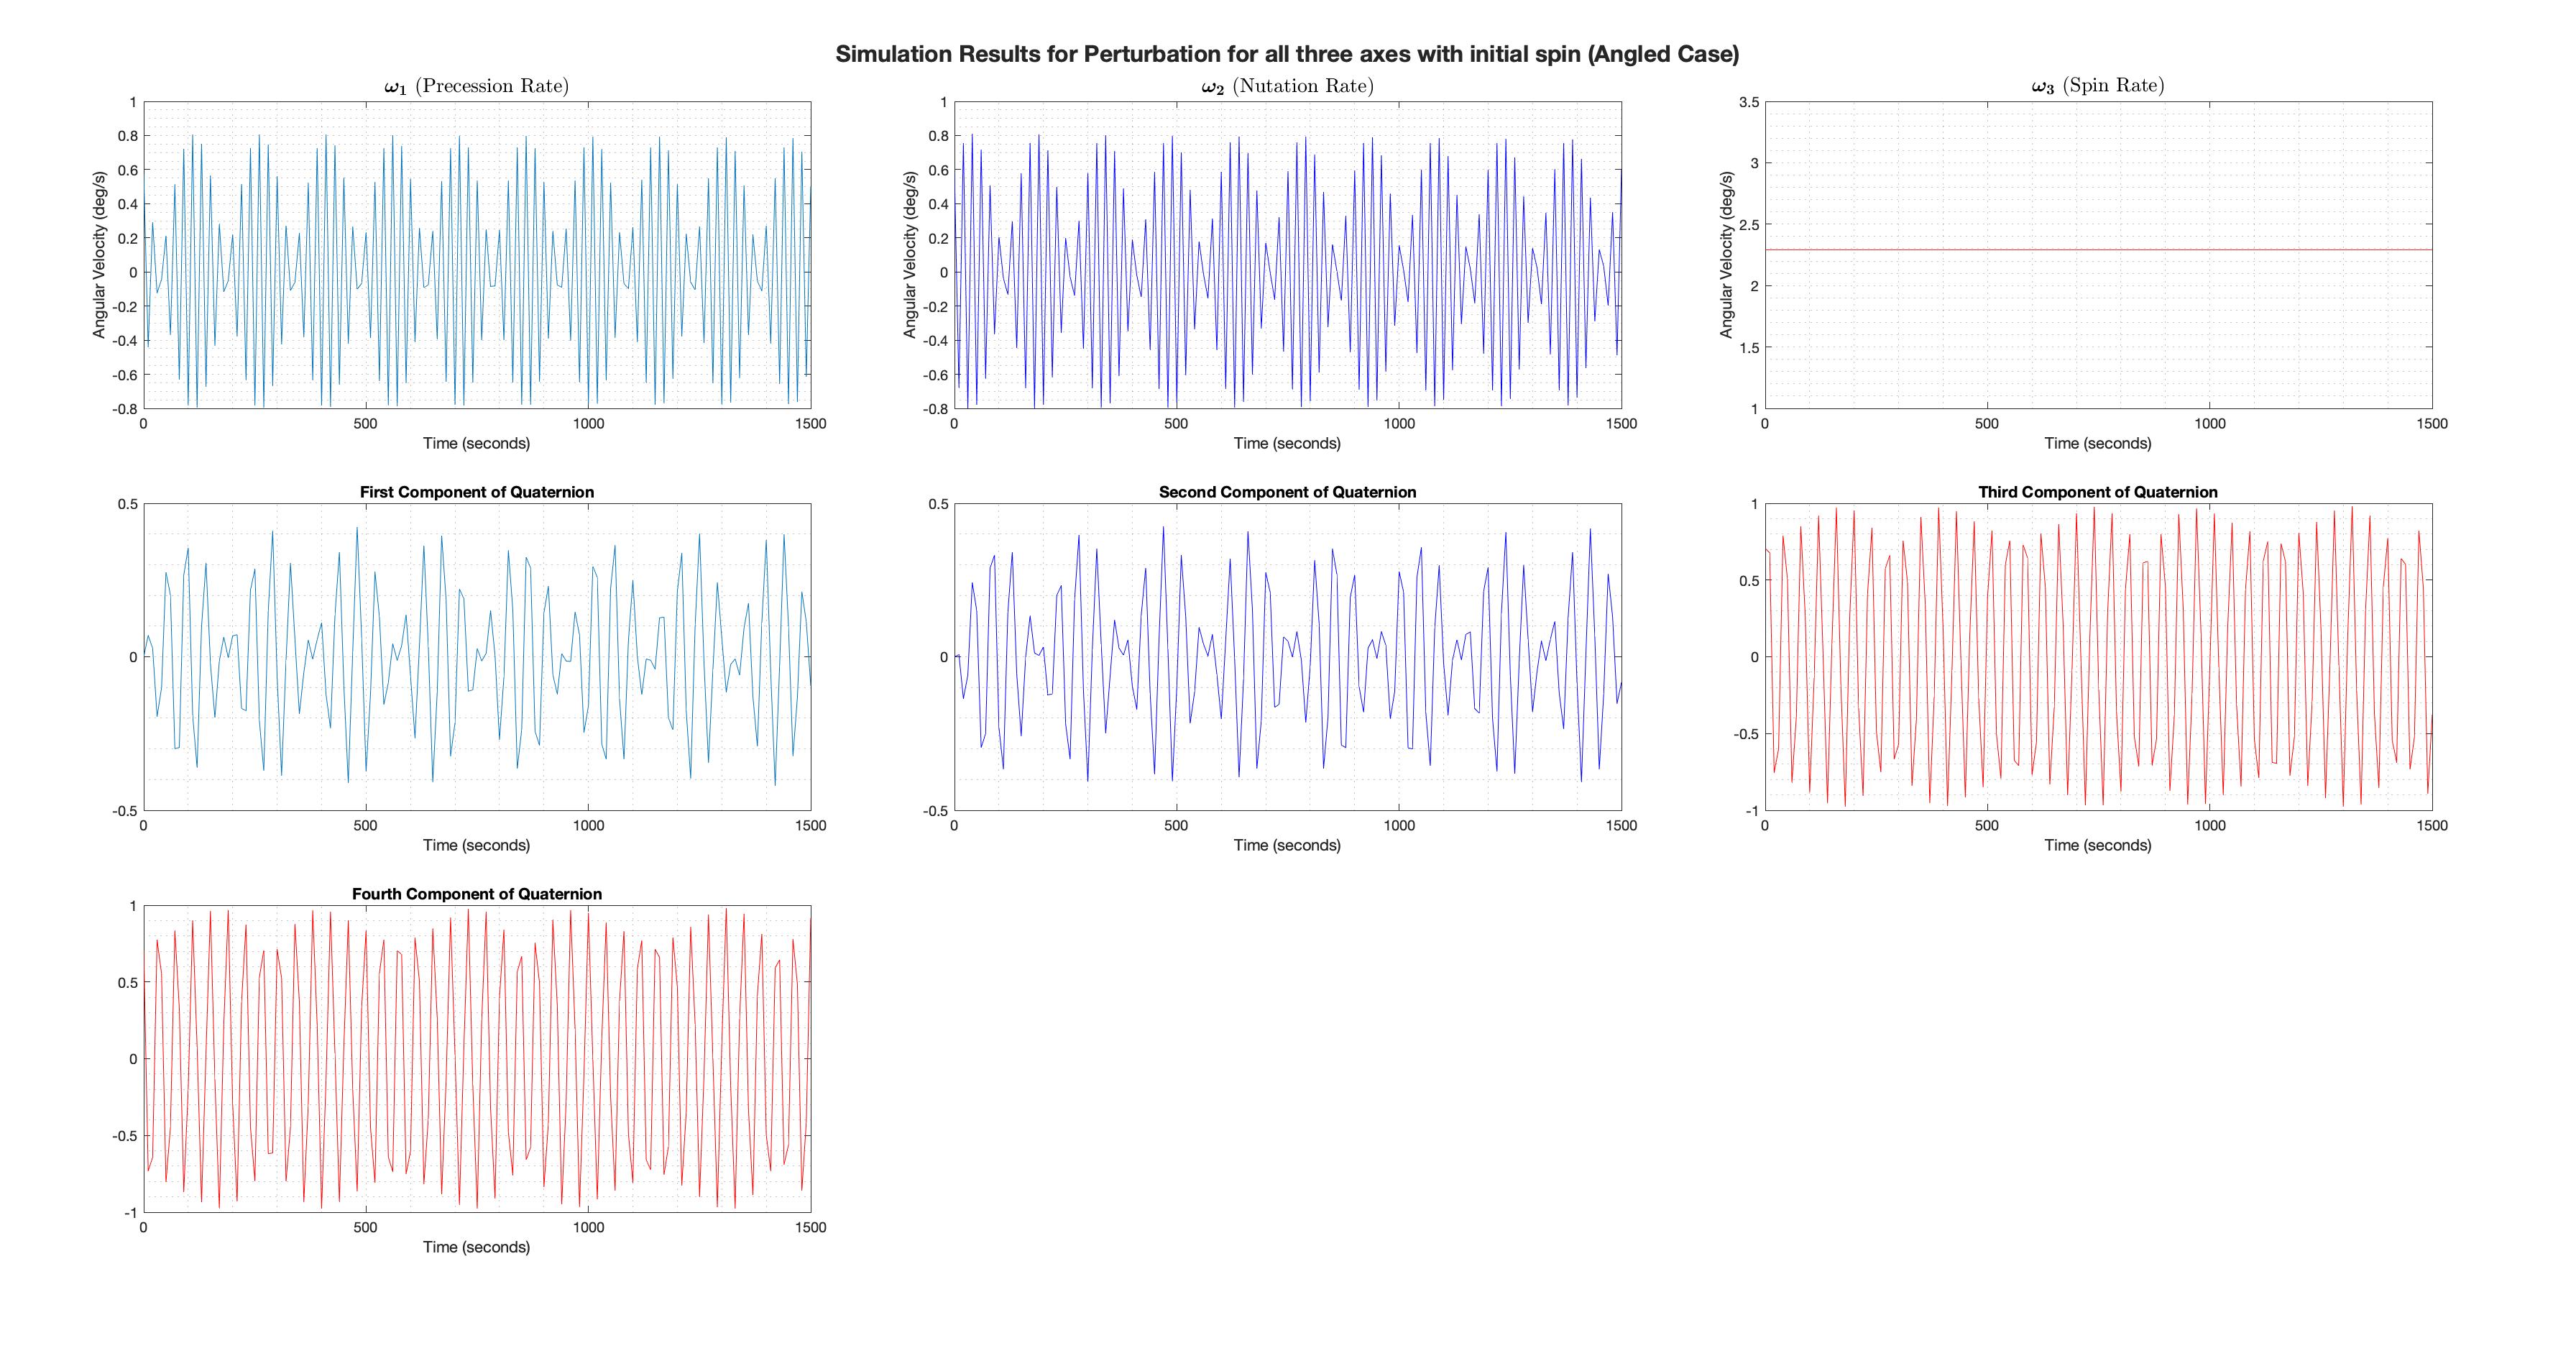 Simulation Results for Perturbation for all three axes with initial spin (Angled Case)
ω₁ (Precession Rate)
1
0.8
0.6
0.4
0.2
0
-0.2
-0.4
-0.6
-0.8
Angular Velocity (deg/s)
0 500 1000 1500
Time (seconds)
ω₂ (Nutation Rate)
1
0.8
0.6
0.4
0.2
0
-0.2
-0.4
-0.6
-0.8
Angular Velocity (deg/s)
0 500 1000 1500
Time (seconds)
ω₃ (Spin Rate)
3.5
3
2.5
2
1.5
1
Angular Velocity (deg/s)
0 500 1000 1500
Time (seconds)
First Component of Quaternion
0.5
0
-0.5
0 500 1000 1500
Time (seconds)
Second Component of Quaternion
0.5
0
-0.5
0 500 1000 1500
Time (seconds)
Third Component of Quaternion
1
0.5
0
-0.5
-1
0 500 1000 1500
Time (seconds)
Fourth Component of Quaternion
1
0.5
0
-0.5
-1
0 500 1000 1500
Time (seconds)